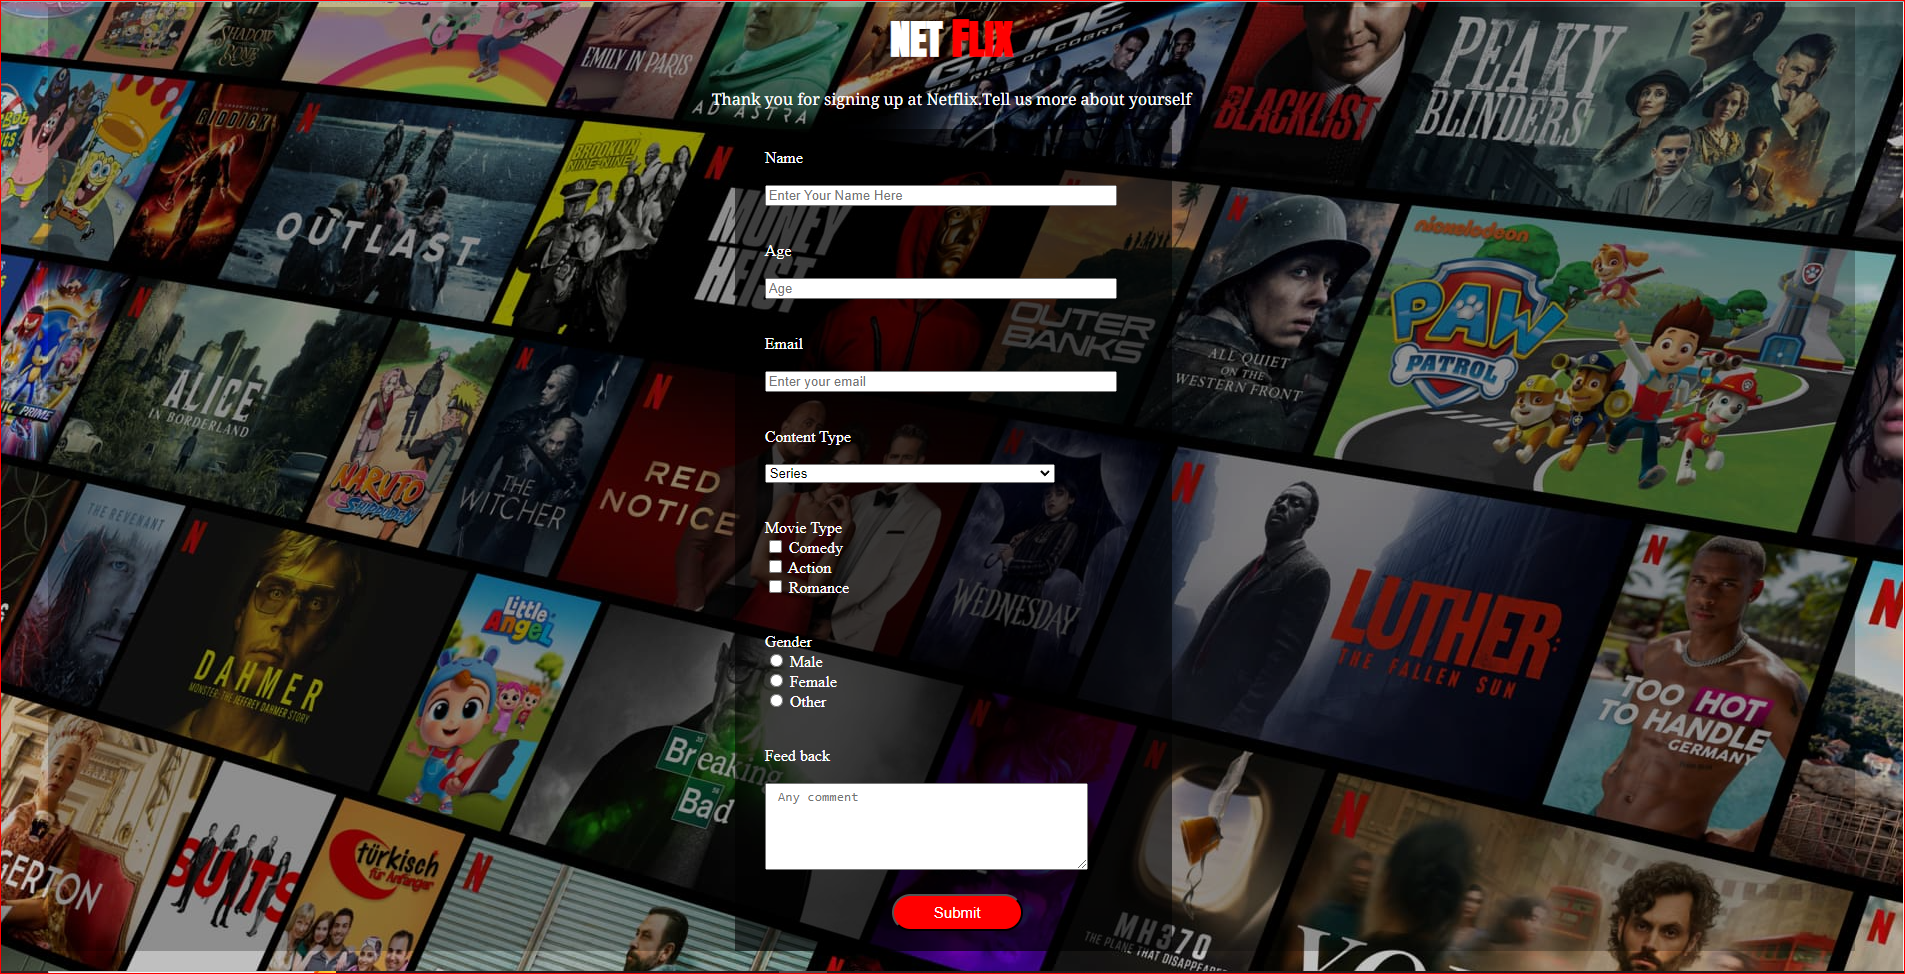 NET FLIX
Thank you for signing up at Netflix.Tell us more about yourself
Name
Enter Your Name Here
Age
Age
Email
Enter your email
Content Type
Series
Movie Type
Comedy
Action
Romance
Gender
Male
Female
Other
Feed back
Any comment
Submit
SHADOW
AND
BONE
EMILY IN PARIS
AD ASTRA
G.I. JOE
RISE OF COBRA
THE
BLACKLIST
PEAKY
BLINDERS
RIDDICK
OUTLAST
BROOKLYN
NINE-NINE
MONEY
HEIST
OUTER
BANKS
ALL QUIET
ON THE
WESTERN FRONT
nickelodeon
PAW
PATROL
PRIME
ALICE
IN BORDERLAND
NARUTO
SHIPPUDEN
THE
WITCHER
RED
NOTICE
WEDNESDAY
LUTHER:
THE FALLEN SUN
TOO HOT
TO HANDLE
GERMANY
THE REVENANT
DAHMER
MONSTER: THE JEFFREY DAHMER STORY
Little
Angel
Breaking
Bad
GERTON
SUITS
türkisch
für Anfänger
MH370
THE PLANE THAT DISAPPEARED
YO